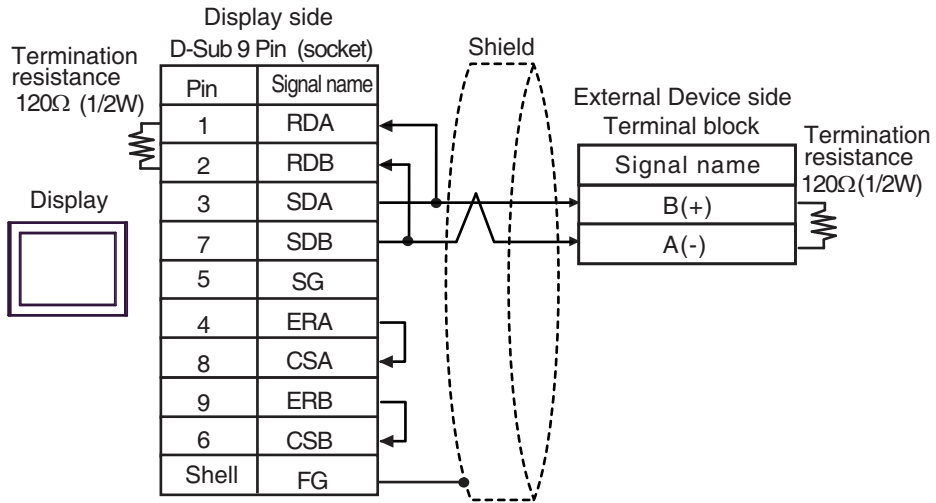 Display side
D-Sub 9 Pin (socket)
Termination
resistance
120Ω (1/2W)
Shield
Pin Signal name
1 RDA
2 RDB
3 SDA
7 SDB
5 SG
4 ERA
8 CSA
9 ERB
6 CSB
Shell FG
Display
External Device side
Terminal block
Signal name
B(+)
A(-)
Termination
resistance
120Ω(1/2W)